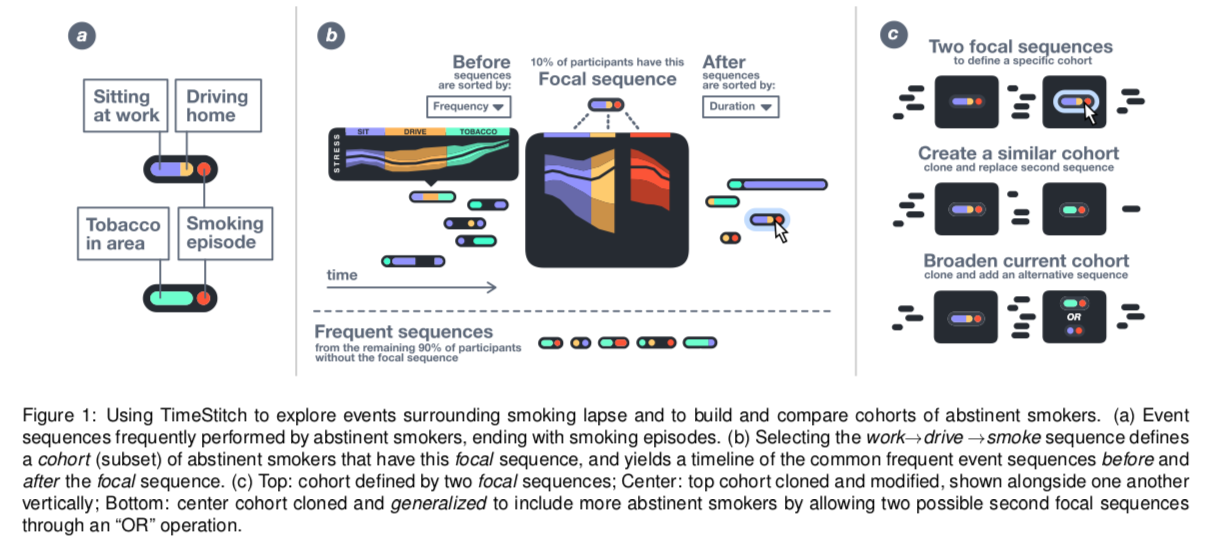 a
Sitting
at work
Driving
home
Tobacco
in area
Smoking
episode
b
Before
sequences
are sorted by:
Frequency
10% of participants have this
Focal sequence
After
sequences
are sorted by:
Duration
STRESS
SIT
DRIVE
TOBACCO
time
Frequent sequences
from the remaining 90% of participants
without the focal sequence
c
Two focal sequences
to define a specific cohort
Create a similar cohort
clone and replace second sequence
Broaden current cohort
clone and add an alternative sequence
OR
Figure 1: Using TimeStitch to explore events surrounding smoking lapse and to build and compare cohorts of abstinent smokers. (a) Event
sequences frequently performed by abstinent smokers, ending with smoking episodes. (b) Selecting the work→drive →smoke sequence defines
a cohort (subset) of abstinent smokers that have this focal sequence, and yields a timeline of the common frequent event sequences before and
after the focal sequence. (c) Top: cohort defined by two focal sequences; Center: top cohort cloned and modified, shown alongside one another
vertically; Bottom: center cohort cloned and generalized to include more abstinent smokers by allowing two possible second focal sequences
through an “OR” operation.